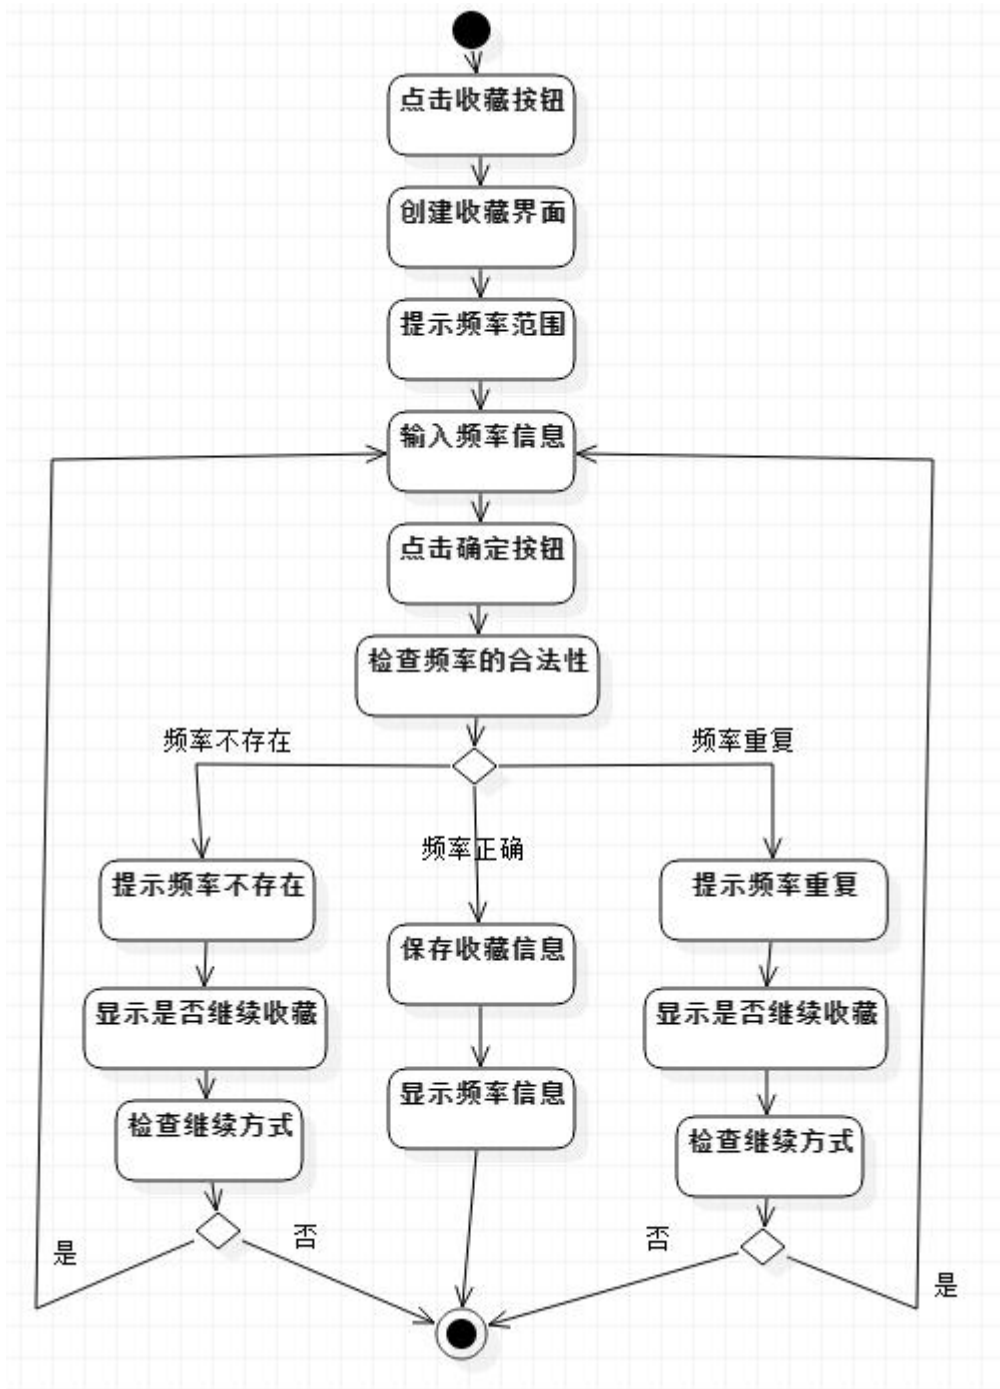 点击收藏按钮
创建收藏界面
提示频率范围
输入频率信息
点击确定按钮
检查频率的合法性
频率不存在
频率重复
频率正确
提示频率不存在
提示频率重复
保存收藏信息
显示是否继续收藏
显示是否继续收藏
显示频率信息
检查继续方式
检查继续方式
是
否
否
是